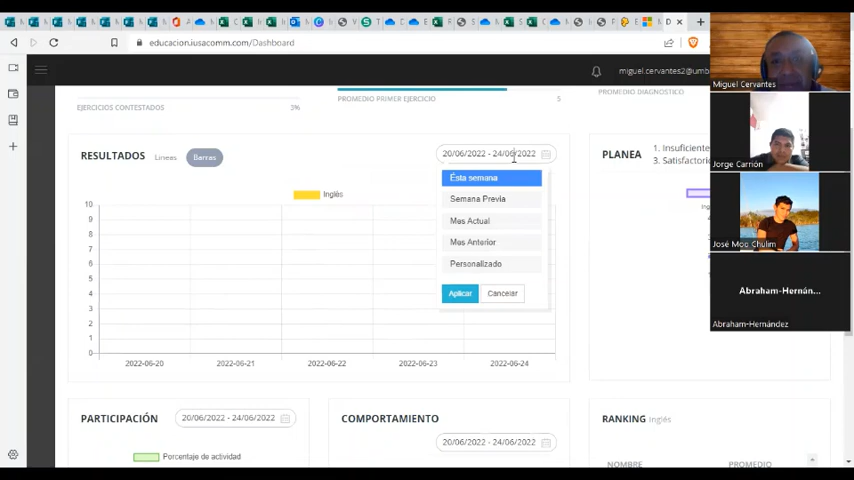 educacion.iusacomm.com/Dashboard
miguel.cervantes2@umb
EJERCICIOS CONTESTADOS
3%
PROMEDIO PRIMER EJERCICIO
5
PROMEDIO DIAGNOSTICO
RESULTADOS
Lineas
Barras
20/06/2022 - 24/06/2022
Ésta semana
Semana Previa
Mes Actual
Mes Anterior
Personalizado
Aplicar
Cancelar
Inglés
10
9
8
7
6
5
4
3
2
1
0
2022-06-20
2022-06-21
2022-06-22
2022-06-23
2022-06-24
PLANEA
1. Insuficiente
3. Satisfactorio
PARTICIPACIÓN
20/06/2022 - 24/06/2022
Porcentaje de actividad
COMPORTAMIENTO
20/06/2022 - 24/06/2022
RANKING Inglés
NOMBRE
PROMEDIO
Miguel Cervantes
Jorge Carrión
José Moo Chulim
Abraham-Hernán...
Abraham-Hernández